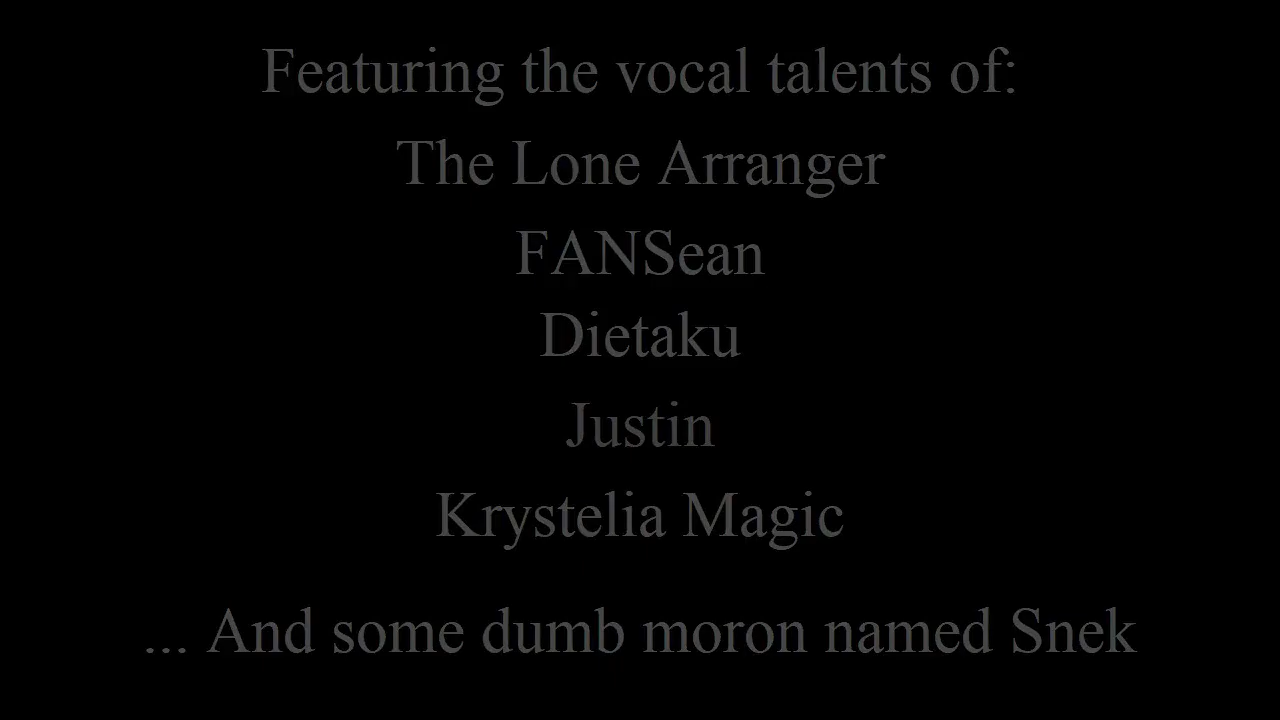 Featuring the vocal talents of:
The Lone Arranger
FANSean
Dietaku
Justin
Krystelia Magic
... And some dumb moron named Snek